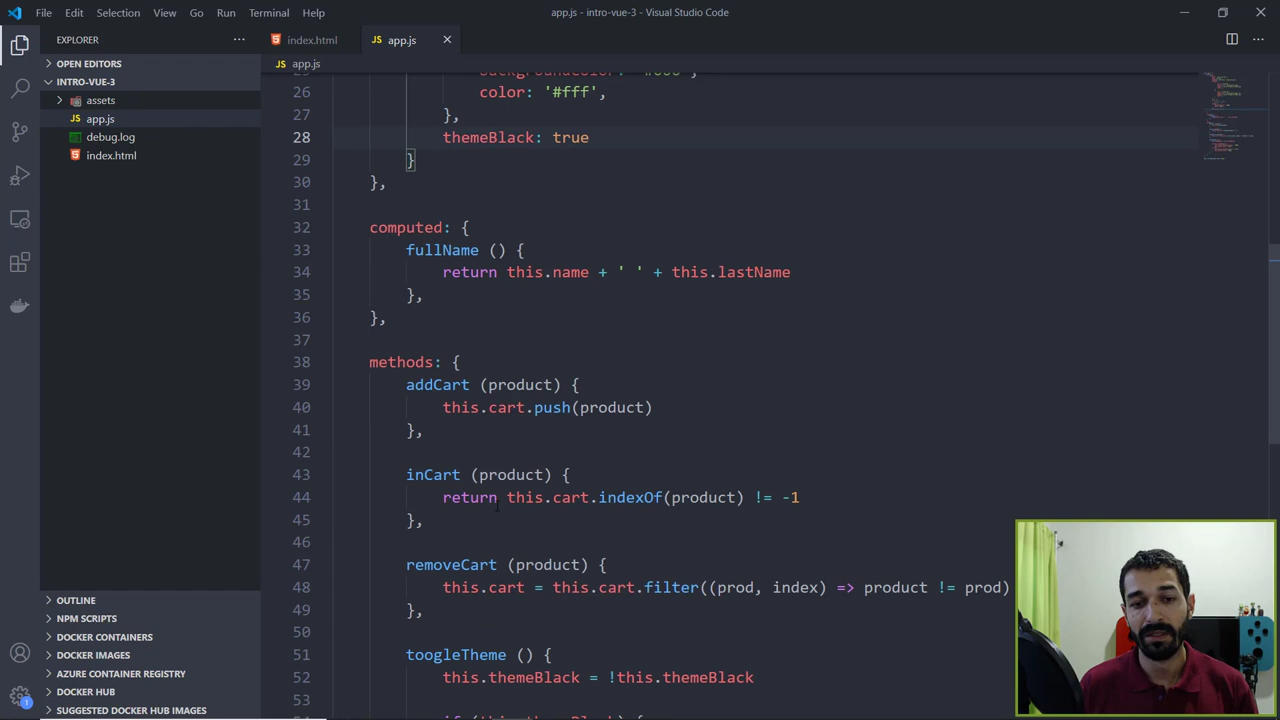 File Edit Selection View Go Run Terminal Help
app.js - intro-vue-3 - Visual Studio Code
EXPLORER
index.html
JS app.js
OPEN EDITORS
JS app.js
INTRO-VUE-3
assets
JS app.js
debug.log
index.html
26 color: '#fff',
27 },
28 themeBlack: true
29 }
30 },
31
32 computed: {
33 fullName () {
34 return this.name + ' ' + this.lastName
35 },
36 },
37
38 methods: {
39 addCart (product) {
40 this.cart.push(product)
41 },
42
43 inCart (product) {
44 return this.cart.indexOf(product) != -1
45 },
46
47 removeCart (product) {
48 this.cart = this.cart.filter((prod, index) => product != prod)
49 },
50
51 toogleTheme () {
52 this.themeBlack = !this.themeBlack
53
OUTLINE
NPM SCRIPTS
DOCKER CONTAINERS
DOCKER IMAGES
AZURE CONTAINER REGISTRY
DOCKER HUB
SUGGESTED DOCKER HUB IMAGES
1